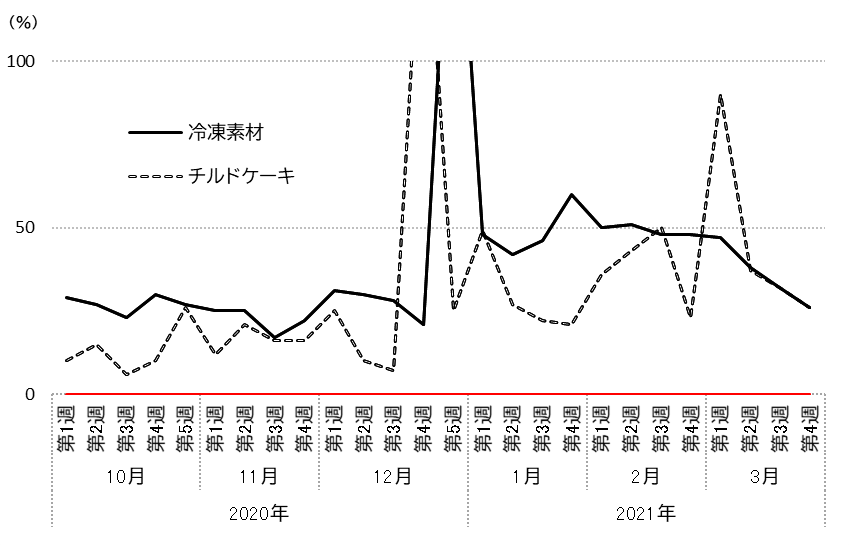 (%)
100
冷凍素材
チルドケーキ
50
0
第1週 第2週 第3週 第4週 第5週 第1週 第2週 第3週 第4週 第1週 第2週 第3週 第4週 第5週 第1週 第2週 第3週 第4週 第1週 第2週 第3週 第4週 第1週 第2週 第3週 第4週
10月 11月 12月 1月 2月 3月
2020年 2021年